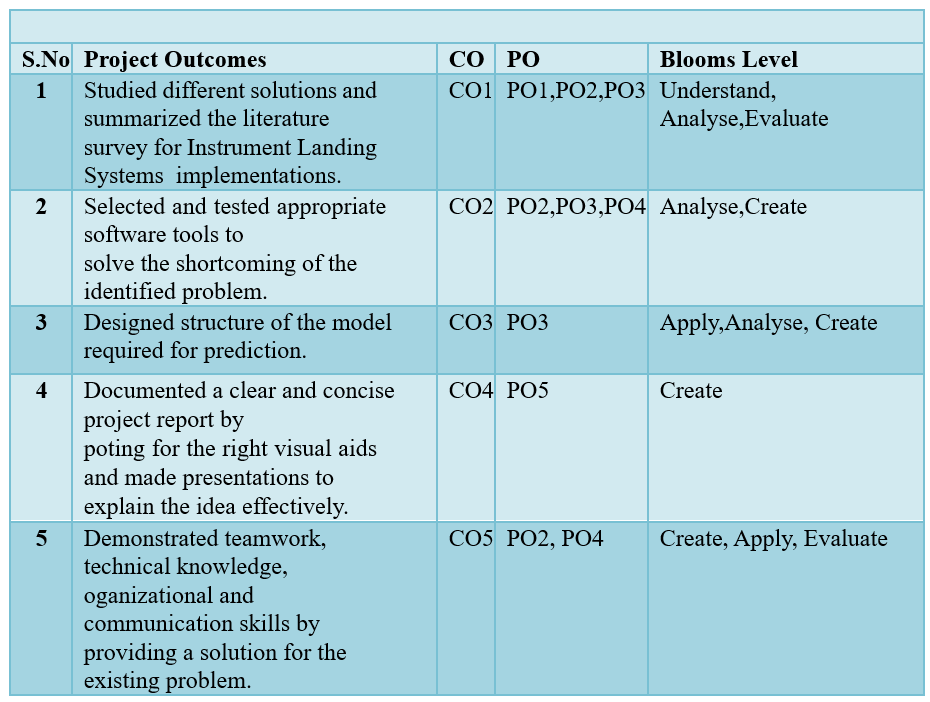 S.No Project Outcomes CO PO Blooms Level
1 Studied different solutions and CO1 PO1,PO2,PO3 Understand,
summarized the literature Analyse,Evaluate
survey for Instrument Landing
Systems implementations.
2 Selected and tested appropriate CO2 PO2,PO3,PO4 Analyse,Create
software tools to
solve the shortcoming of the
identified problem.
3 Designed structure of the model CO3 PO3 Apply,Analyse, Create
required for prediction.
4 Documented a clear and concise CO4 PO5 Create
project report by
poting for the right visual aids
and made presentations to
explain the idea effectively.
5 Demonstrated teamwork, CO5 PO2, PO4 Create, Apply, Evaluate
technical knowledge,
oganizational and
communication skills by
providing a solution for the
existing problem.